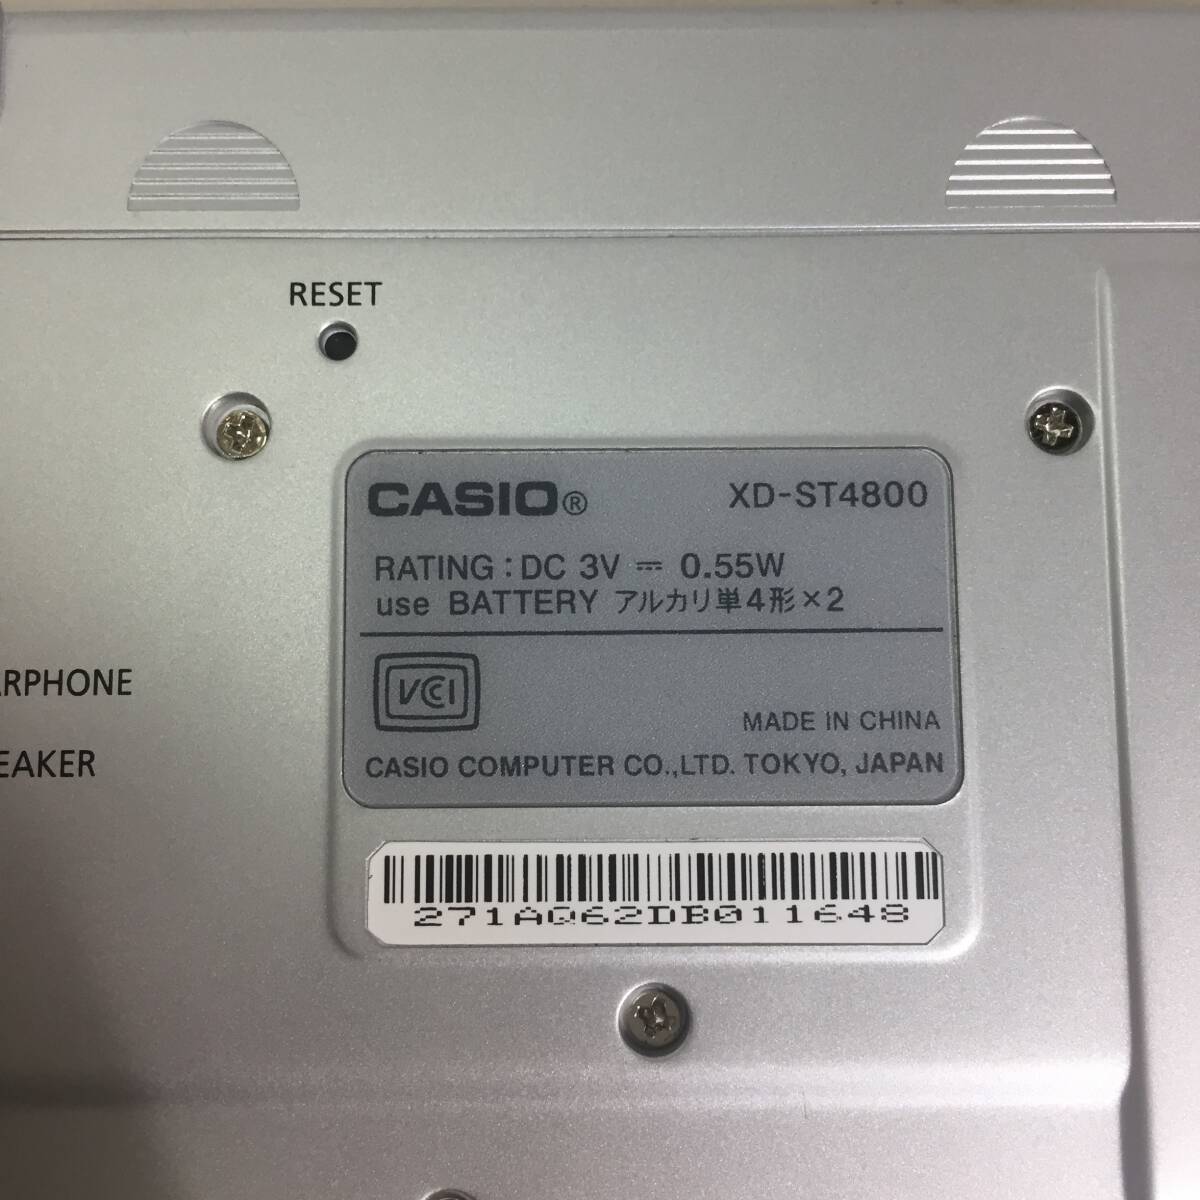 RESET
CASIO® XD-ST4800
RATING : DC 3V ⎓ 0.55W
use BATTERY アルカリ単4形×2
VCCI
MADE IN CHINA
CASIO COMPUTER CO.,LTD. TOKYO, JAPAN
ARPHONE
EAKER
271AQ62DB011648